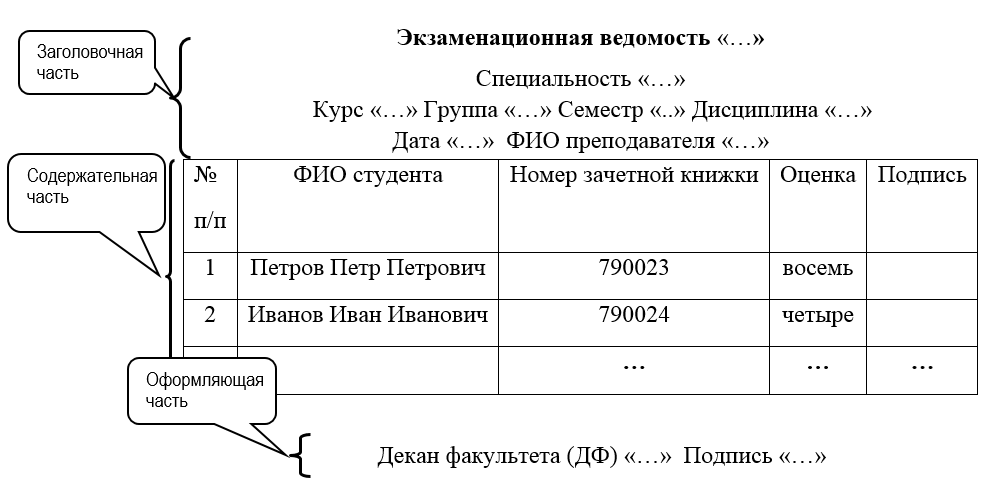 Заголовочная
часть
Экзаменационная ведомость «…»
Специальность «…»
Курс «…» Группа «…» Семестр «..» Дисциплина «…»
Дата «…» ФИО преподавателя «…»
Содержательная
часть
№
п/п
ФИО студента
Номер зачетной книжки
Оценка
Подпись
1
Петров Петр Петрович
790023
восемь
2
Иванов Иван Иванович
790024
четыре
…
…
…
Оформляющая
часть
Декан факультета (ДФ) «…» Подпись «…»